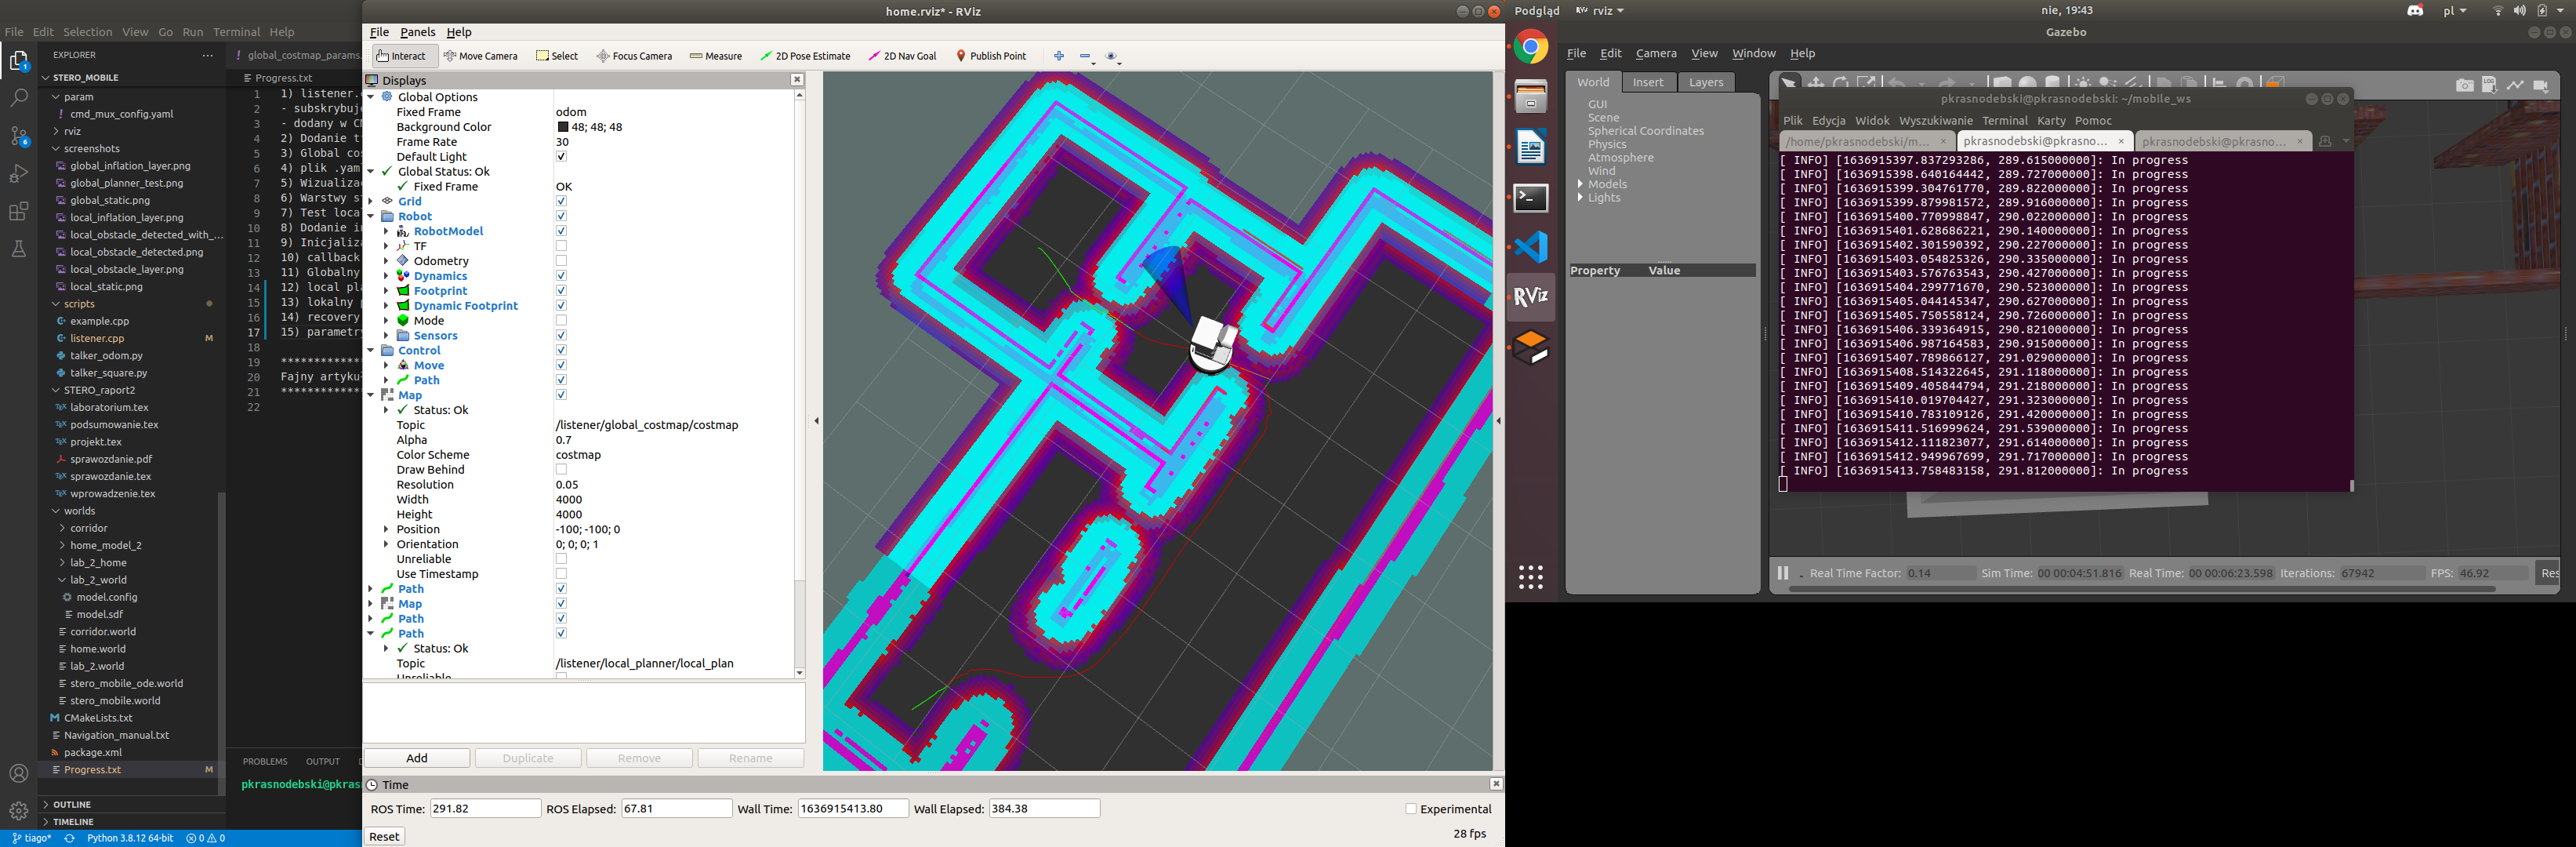 File Edit Selection View Go Run Terminal Help
EXPLORER
STERO_MOBILE
param
cmd_mux_config.yaml
rviz
screenshots
global_inflation_layer.png
global_planner_test.png
global_static.png
local_inflation_layer.png
local_obstacle_detected_with_...
local_obstacle_detected.png
local_obstacle_layer.png
local_static.png
scripts
example.cpp
listener.cpp M
talker_odom.py
talker_square.py
STERO_raport2
laboratorium.tex
podsumowanie.tex
projekt.tex
sprawozdanie.pdf
sprawozdanie.tex
wprowadzenie.tex
worlds
corridor
home_model_2
lab_2_home
lab_2_world
model.config
model.sdf
corridor.world
home.world
lab_2.world
stero_mobile_ode.world
stero_mobile.world
CMakeLists.txt
Navigation_manual.txt
package.xml
Progress.txt M
OUTLINE
TIMELINE
tiago* Python 3.8.12 64-bit 0 0
global_costmap_params.
Progress.txt
1 1) listener.
2 - subskrybuj
3 - dodany w CM
4 2) Dodanie t
5 3) Global cos
6 4) plik .yaml
7 5) Wizualizac
8 6) Warstwy st
9 7) Test local
10 8) Dodanie in
11 9) Inicjaliza
12 10) callback
13 11) Globalny
14 12) local pla
15 13) lokalny p
16 14) recovery
17 15) parametry
18
19 *************
20 Fajny artyku
21 *************
22
PROBLEMS OUTPUT
pkrasnodebski@pkras
home.rviz* - RViz
File Panels Help
Interact Move Camera Select Focus Camera Measure 2D Pose Estimate 2D Nav Goal Publish Point
Displays
Global Options
Fixed Frame odom
Background Color 48; 48; 48
Frame Rate 30
Default Light
Global Status: Ok
Fixed Frame OK
Grid
Robot
RobotModel
TF
Odometry
Dynamics
Footprint
Dynamic Footprint
Mode
Sensors
Control
Move
Path
Map
Status: Ok
Topic /listener/global_costmap/costmap
Alpha 0.7
Color Scheme costmap
Draw Behind
Resolution 0.05
Width 4000
Height 4000
Position -100; -100; 0
Orientation 0; 0; 0; 1
Unreliable
Use Timestamp
Path
Map
Path
Path
Status: Ok
Topic /listener/local_planner/local_plan
Unreliable
Add Duplicate Remove Rename
Time
ROS Time: 291.82 ROS Elapsed: 67.81 Wall Time: 1636915413.80 Wall Elapsed: 384.38 Experimental
Reset 28 fps
Podgląd rviz nie, 19:43 pl
RViz
Gazebo
File Edit Camera View Window Help
World Insert Layers
GUI
Scene
Spherical Coordinates
Physics
Atmosphere
Wind
Models
Lights
Property Value
pkrasnodebski@pkrasnodebski: ~/mobile_ws
Plik Edycja Widok Wyszukiwanie Terminal Karty Pomoc
/home/pkrasnodebski/m... pkrasnodebski@pkrasno... pkrasnodebski@pkrasno...
[ INFO] [1636915397.837293286, 289.615000000]: In progress
[ INFO] [1636915398.640164442, 289.727000000]: In progress
[ INFO] [1636915399.304761770, 289.822000000]: In progress
[ INFO] [1636915399.879981572, 289.916000000]: In progress
[ INFO] [1636915400.770998847, 290.022000000]: In progress
[ INFO] [1636915401.628686221, 290.140000000]: In progress
[ INFO] [1636915402.301590392, 290.227000000]: In progress
[ INFO] [1636915403.054825326, 290.335000000]: In progress
[ INFO] [1636915403.576763543, 290.427000000]: In progress
[ INFO] [1636915404.299771670, 290.523000000]: In progress
[ INFO] [1636915405.044145347, 290.627000000]: In progress
[ INFO] [1636915405.750558124, 290.726000000]: In progress
[ INFO] [1636915406.339364915, 290.821000000]: In progress
[ INFO] [1636915406.987164583, 290.915000000]: In progress
[ INFO] [1636915407.789866127, 291.029000000]: In progress
[ INFO] [1636915408.514322645, 291.118000000]: In progress
[ INFO] [1636915409.405844794, 291.218000000]: In progress
[ INFO] [1636915410.019704427, 291.323000000]: In progress
[ INFO] [1636915410.783109126, 291.420000000]: In progress
[ INFO] [1636915411.516999624, 291.539000000]: In progress
[ INFO] [1636915412.111823077, 291.614000000]: In progress
[ INFO] [1636915412.949967699, 291.717000000]: In progress
[ INFO] [1636915413.758483158, 291.812000000]: In progress
Real Time Factor: 0.14 Sim Time: 00 00:04:51.816 Real Time: 00 00:06:23.598 Iterations: 67942 FPS: 46.92 Res